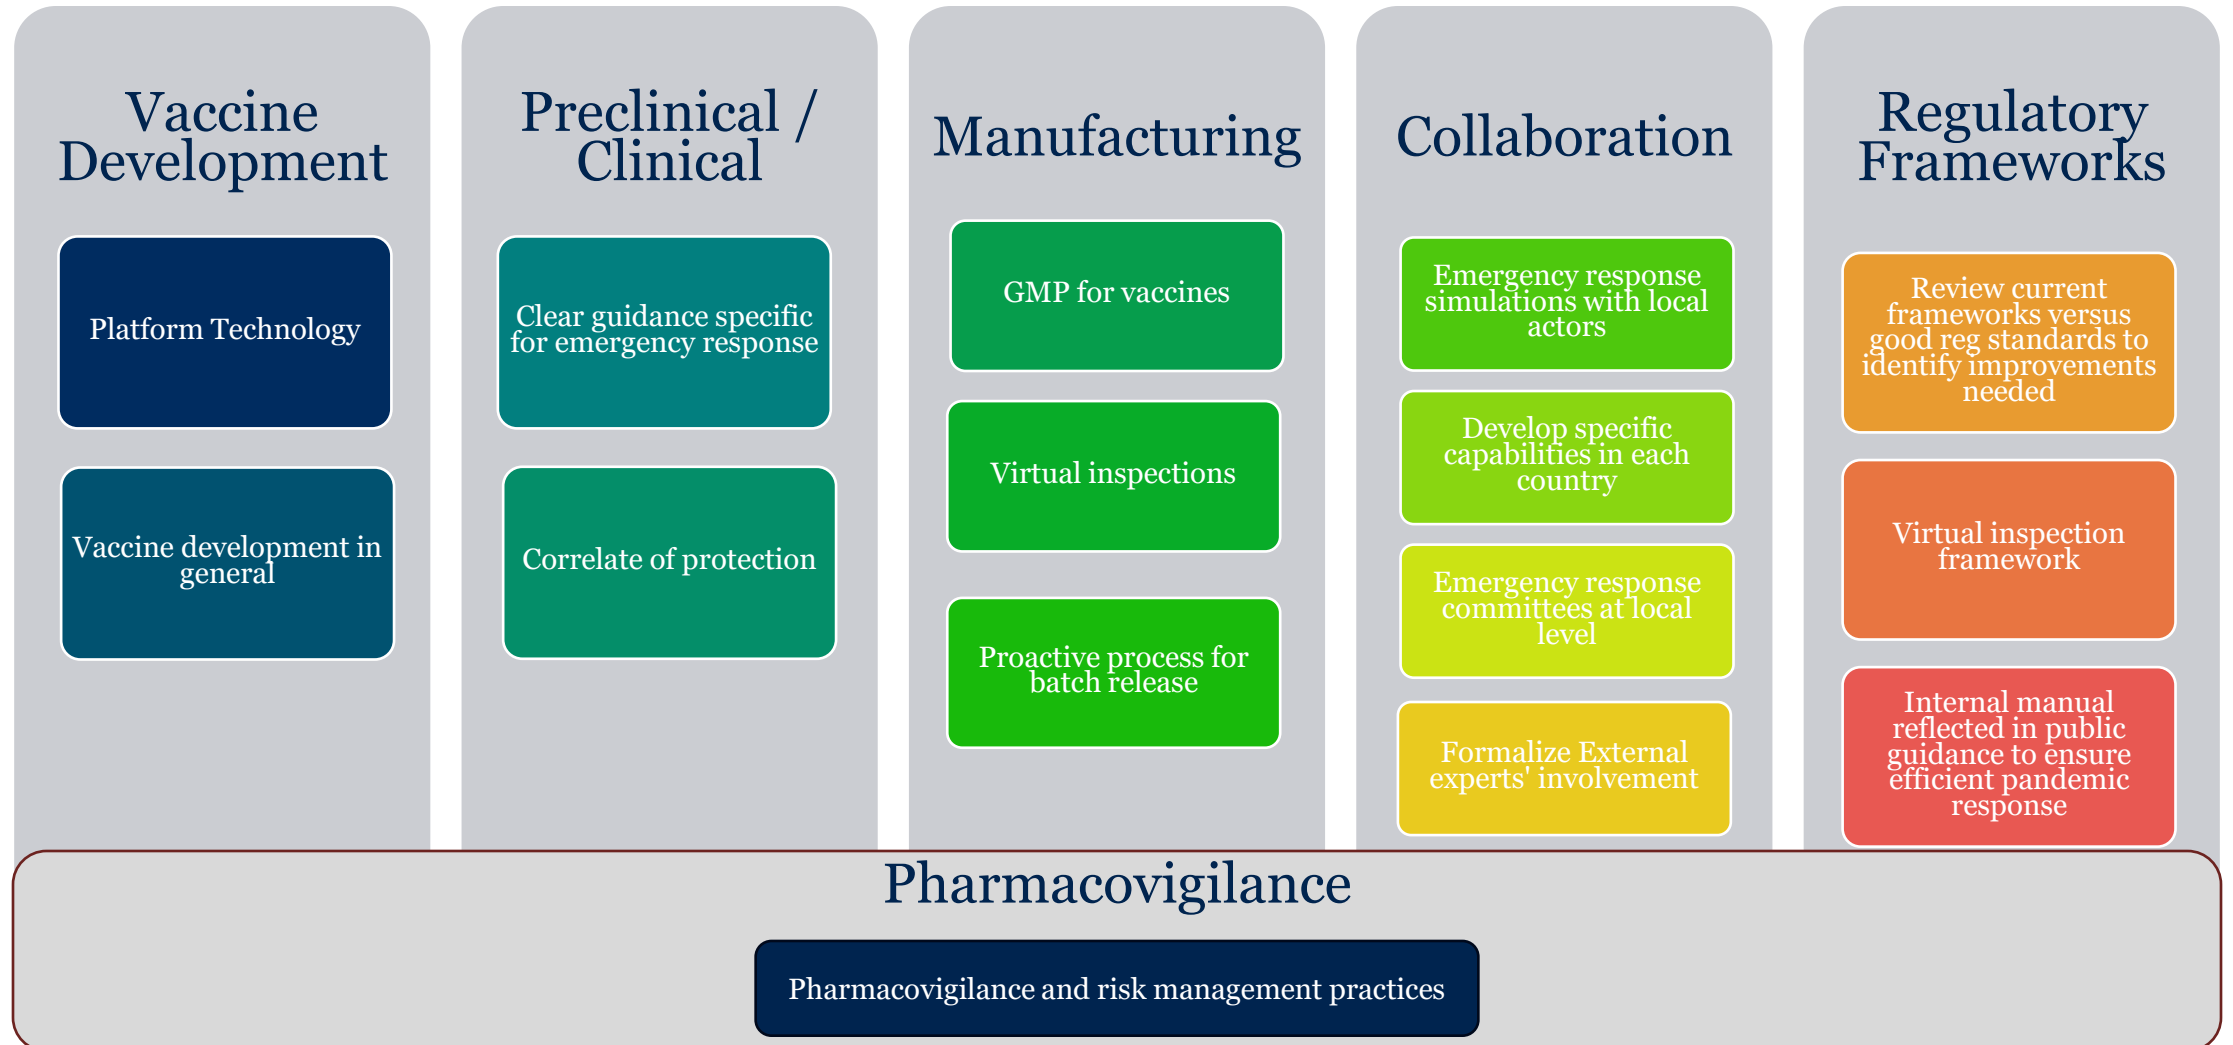 Vaccine
Development
Platform Technology
Vaccine development in
general
Preclinical /
Clinical
Clear guidance specific
for emergency response
Correlate of protection
Manufacturing
GMP for vaccines
Virtual inspections
Proactive process for
batch release
Collaboration
Emergency response
simulations with local
actors
Develop specific
capabilities in each
country
Emergency response
committees at local
level
Formalize External
experts' involvement
Regulatory
Frameworks
Review current
frameworks versus
good reg standards to
identify improvements
needed
Virtual inspection
framework
Internal manual
reflected in public
guidance to ensure
efficient pandemic
response
Pharmacovigilance
Pharmacovigilance and risk management practices